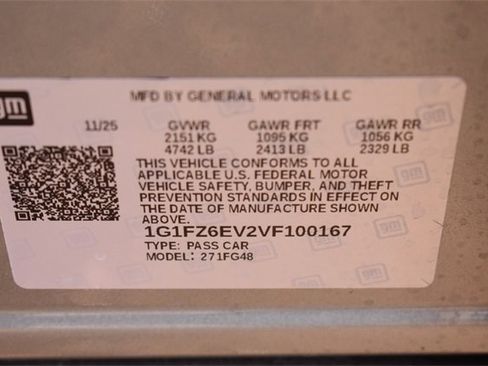 gm
MFD BY GENERAL MOTORS LLC
11/25 GVWR GAWR FRT GAWR RR
2151 KG 1095 KG 1056 KG
4742 LB 2413 LB 2329 LB
THIS VEHICLE CONFORMS TO ALL
APPLICABLE U.S. FEDERAL MOTOR
VEHICLE SAFETY, BUMPER, AND THEFT
PREVENTION STANDARDS IN EFFECT ON
THE DATE OF MANUFACTURE SHOWN
ABOVE.
1G1FZ6EV2VF100167
TYPE: PASS CAR
MODEL: 271FG48